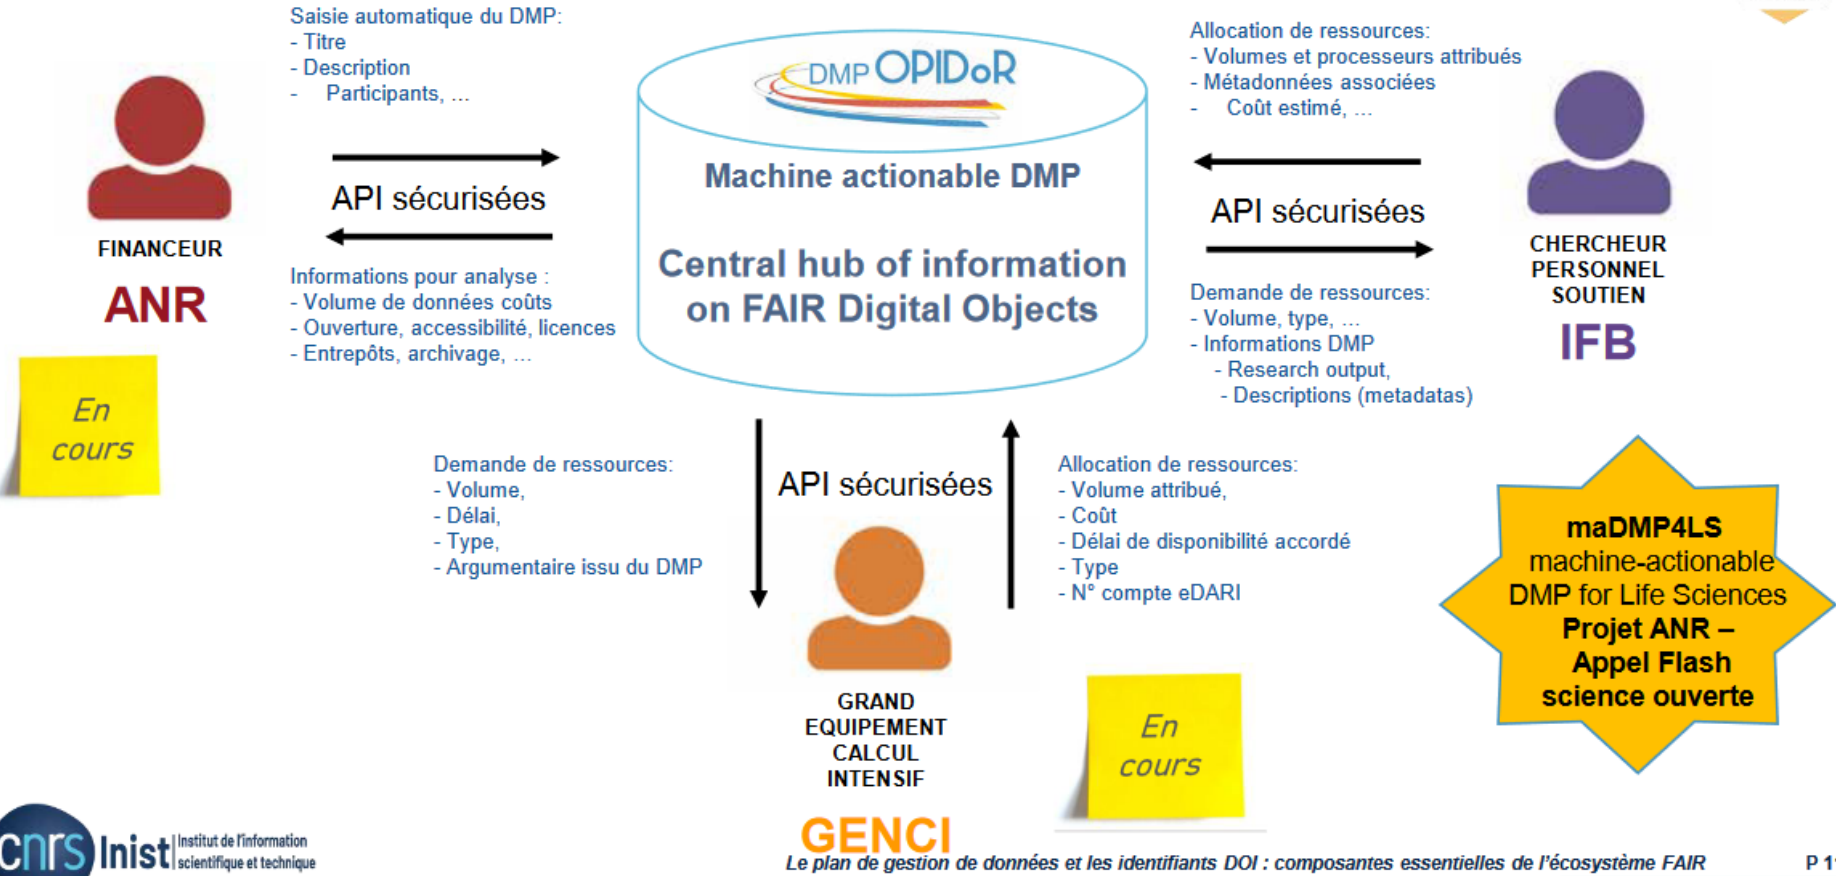 Saisie automatique du DMP:
- Titre
- Description
- Participants, ...
API sécurisées
Informations pour analyse :
- Volume de données coûts
- Ouverture, accessibilité, licences
- Entrepôts, archivage, ...
FINANCEUR
ANR
En
cours
DMP OPIDoR
Machine actionable DMP
Central hub of information
on FAIR Digital Objects
Allocation de ressources:
- Volumes et processeurs attribués
- Métadonnées associées
- Coût estimé, ...
API sécurisées
Demande de ressources:
- Volume, type, ...
- Informations DMP
- Research output,
- Descriptions (metadatas)
CHERCHEUR
PERSONNEL
SOUTIEN
IFB
Demande de ressources:
- Volume,
- Délai,
- Type,
- Argumentaire issu du DMP
API sécurisées
Allocation de ressources:
- Volume attribué,
- Coût
- Délai de disponibilité accordé
- Type
- N° compte eDARI
GRAND
EQUIPEMENT
CALCUL
INTENSIF
GENCI
En
cours
maDMP4LS
machine-actionable
DMP for Life Sciences
Projet ANR –
Appel Flash
science ouverte
cnrs Inist
Institut de l'information
scientifique et technique
Le plan de gestion de données et les identifiants DOI : composantes essentielles de l'écosystème FAIR
P